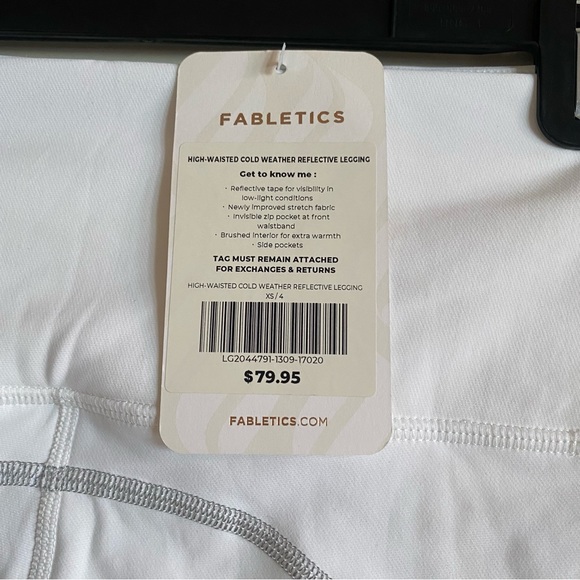 FABLETICS
HIGH-WAISTED COLD WEATHER REFLECTIVE LEGGING
Get to know me :
• Reflective tape for visibility in
low-light conditions
• Newly improved stretch fabric
• Invisible zip pocket at front
waistband
• Brushed interior for extra warmth
• Side pockets
TAG MUST REMAIN ATTACHED
FOR EXCHANGES & RETURNS
HIGH-WAISTED COLD WEATHER REFLECTIVE LEGGING
XS / 4
LG2044791-1309-17020
$79.95
FABLETICS.COM